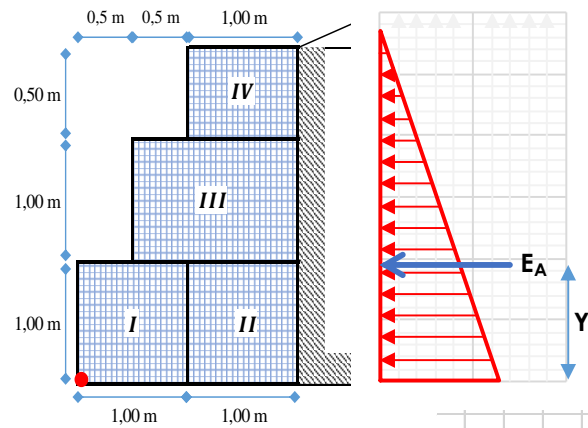 0,5 m 0,5 m 1,00 m
0,50 m
IV
1,00 m
III
E_A
1,00 m
I II
Y
1,00 m 1,00 m